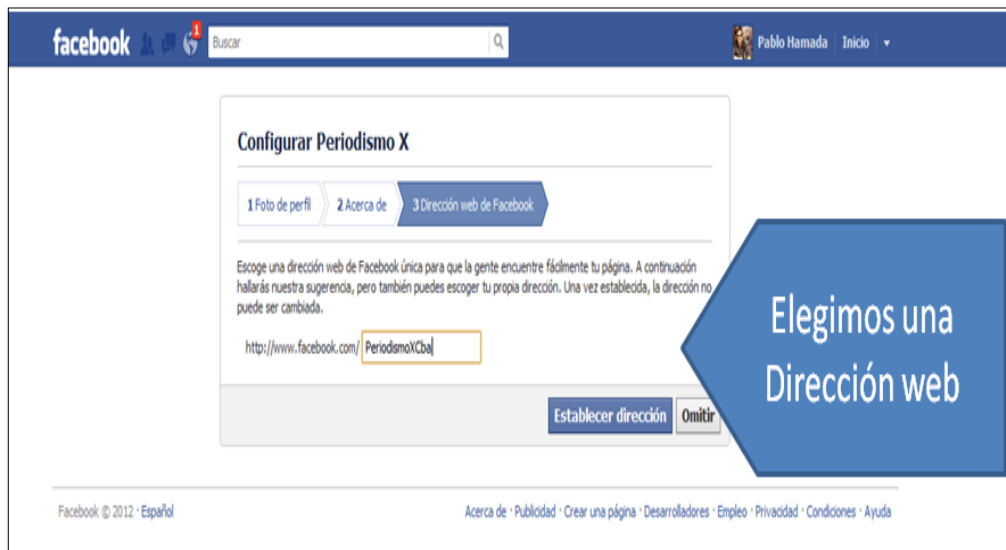 facebook
1
Buscar
Pablo Hamada Inicio
Configurar Periodismo X
1 Foto de perfil 2 Acerca de 3 Dirección web de Facebook
Escoge una dirección web de Facebook única para que la gente encuentre fácilmente tu página. A continuación
hallarás nuestra sugerencia, pero también puedes escoger tu propia dirección. Una vez establecida, la dirección no
puede ser cambiada.
http://www.facebook.com/ PeriodismoXCba
Establecer dirección Omitir
Elegimos una
Dirección web
Facebook © 2012 · Español
Acerca de · Publicidad · Crear una página · Desarrolladores · Empleo · Privacidad · Condiciones · Ayuda